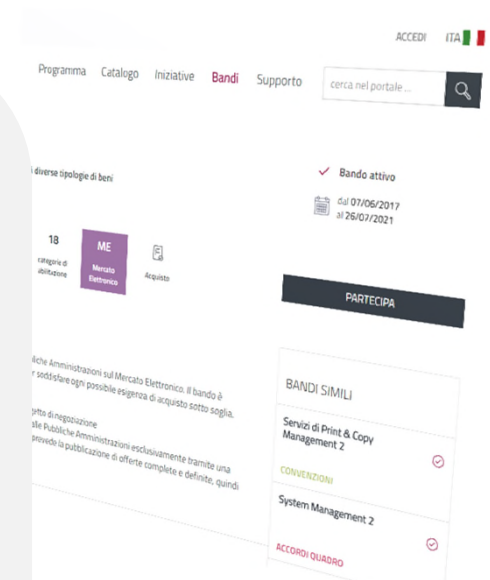 ACCEDI ITA
Programma Catalogo Iniziative Bandi Supporto cerca nel portale ...
i diverse tipologie di beni
Bando attivo
dal 07/06/2017
al 26/07/2021
18
categorie di
abilitazione
ME
Mercato
Elettronico
Acquisto
PARTECIPA
liche Amministrazioni sul Mercato Elettronico. Il bando è
r soddisfare ogni possibile esigenza di acquisto sotto soglia.
getto di negoziazione
alle Pubbliche Amministrazioni esclusivamente tramite una
prevede la pubblicazione di offerte complete e definite, quindi
BANDI SIMILI
Servizi di Print & Copy
Management 2
CONVENZIONI
System Management 2
ACCORDI QUADRO